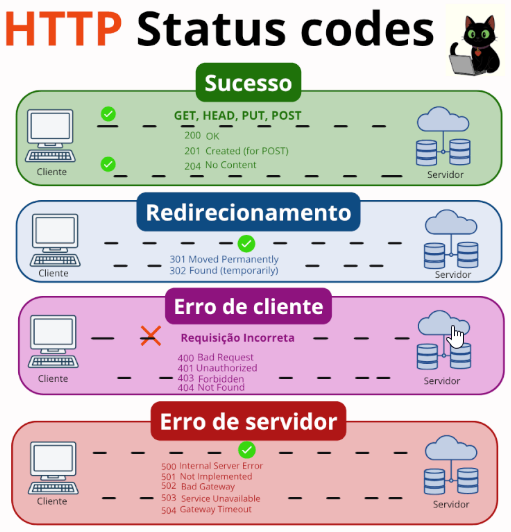 HTTP Status codes
Sucesso
GET, HEAD, PUT, POST
200 OK
201 Created (for POST)
204 No Content
Cliente
Servidor
Redirecionamento
301 Moved Permanently
302 Found (temporarily)
Cliente
Servidor
Erro de cliente
Requisição Incorreta
400 Bad Request
401 Unauthorized
403 Forbidden
404 Not Found
Cliente
Servidor
Erro de servidor
500 Internal Server Error
501 Not Implemented
502 Bad Gateway
503 Service Unavailable
504 Gateway Timeout
Cliente
Servidor